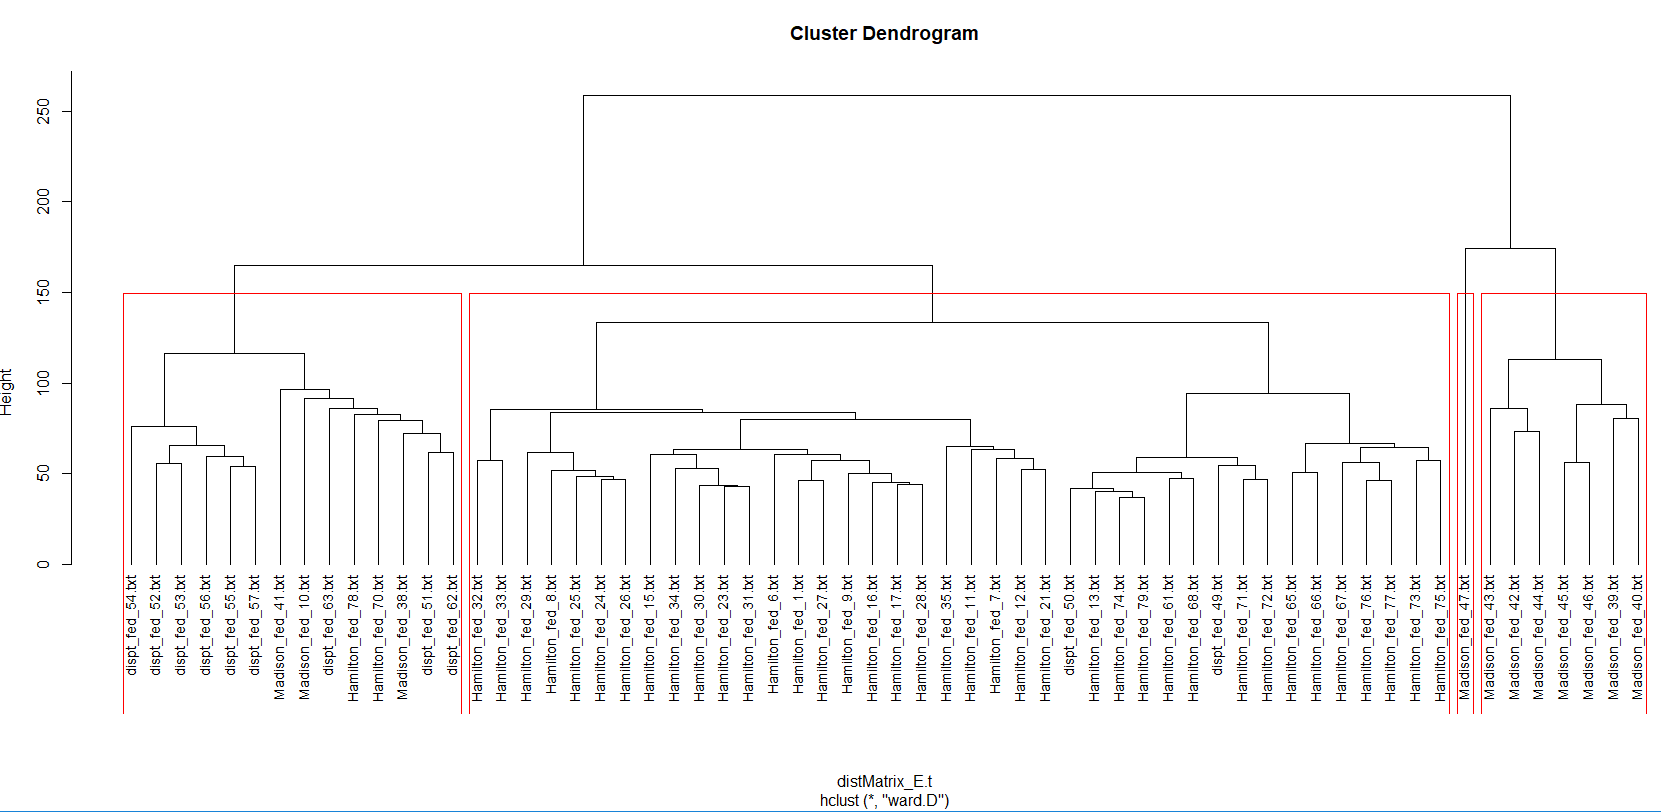 Cluster Dendrogram
Height
250
200
150
100
50
0
dispt_fed_54.txt
dispt_fed_52.txt
dispt_fed_53.txt
dispt_fed_56.txt
dispt_fed_55.txt
dispt_fed_57.txt
Madison_fed_41.txt
Madison_fed_10.txt
dispt_fed_63.txt
Hamilton_fed_78.txt
Hamilton_fed_70.txt
Madison_fed_38.txt
dispt_fed_51.txt
dispt_fed_62.txt
Hamilton_fed_32.txt
Hamilton_fed_33.txt
Hamilton_fed_29.txt
Hamilton_fed_8.txt
Hamilton_fed_25.txt
Hamilton_fed_24.txt
Hamilton_fed_26.txt
Hamilton_fed_15.txt
Hamilton_fed_34.txt
Hamilton_fed_30.txt
Hamilton_fed_23.txt
Hamilton_fed_31.txt
Hamilton_fed_6.txt
Hamilton_fed_1.txt
Hamilton_fed_27.txt
Hamilton_fed_9.txt
Hamilton_fed_16.txt
Hamilton_fed_17.txt
Hamilton_fed_28.txt
Hamilton_fed_35.txt
Hamilton_fed_11.txt
Hamilton_fed_7.txt
Hamilton_fed_12.txt
Hamilton_fed_21.txt
dispt_fed_50.txt
Hamilton_fed_13.txt
Hamilton_fed_74.txt
Hamilton_fed_79.txt
Hamilton_fed_61.txt
Hamilton_fed_68.txt
dispt_fed_49.txt
Hamilton_fed_71.txt
Hamilton_fed_72.txt
Hamilton_fed_65.txt
Hamilton_fed_66.txt
Hamilton_fed_67.txt
Hamilton_fed_76.txt
Hamilton_fed_77.txt
Hamilton_fed_73.txt
Hamilton_fed_75.txt
Madison_fed_47.txt
Madison_fed_43.txt
Madison_fed_42.txt
Madison_fed_44.txt
Madison_fed_45.txt
Madison_fed_46.txt
Madison_fed_39.txt
Madison_fed_40.txt
distMatrix_E.t
hclust (*, "ward.D")